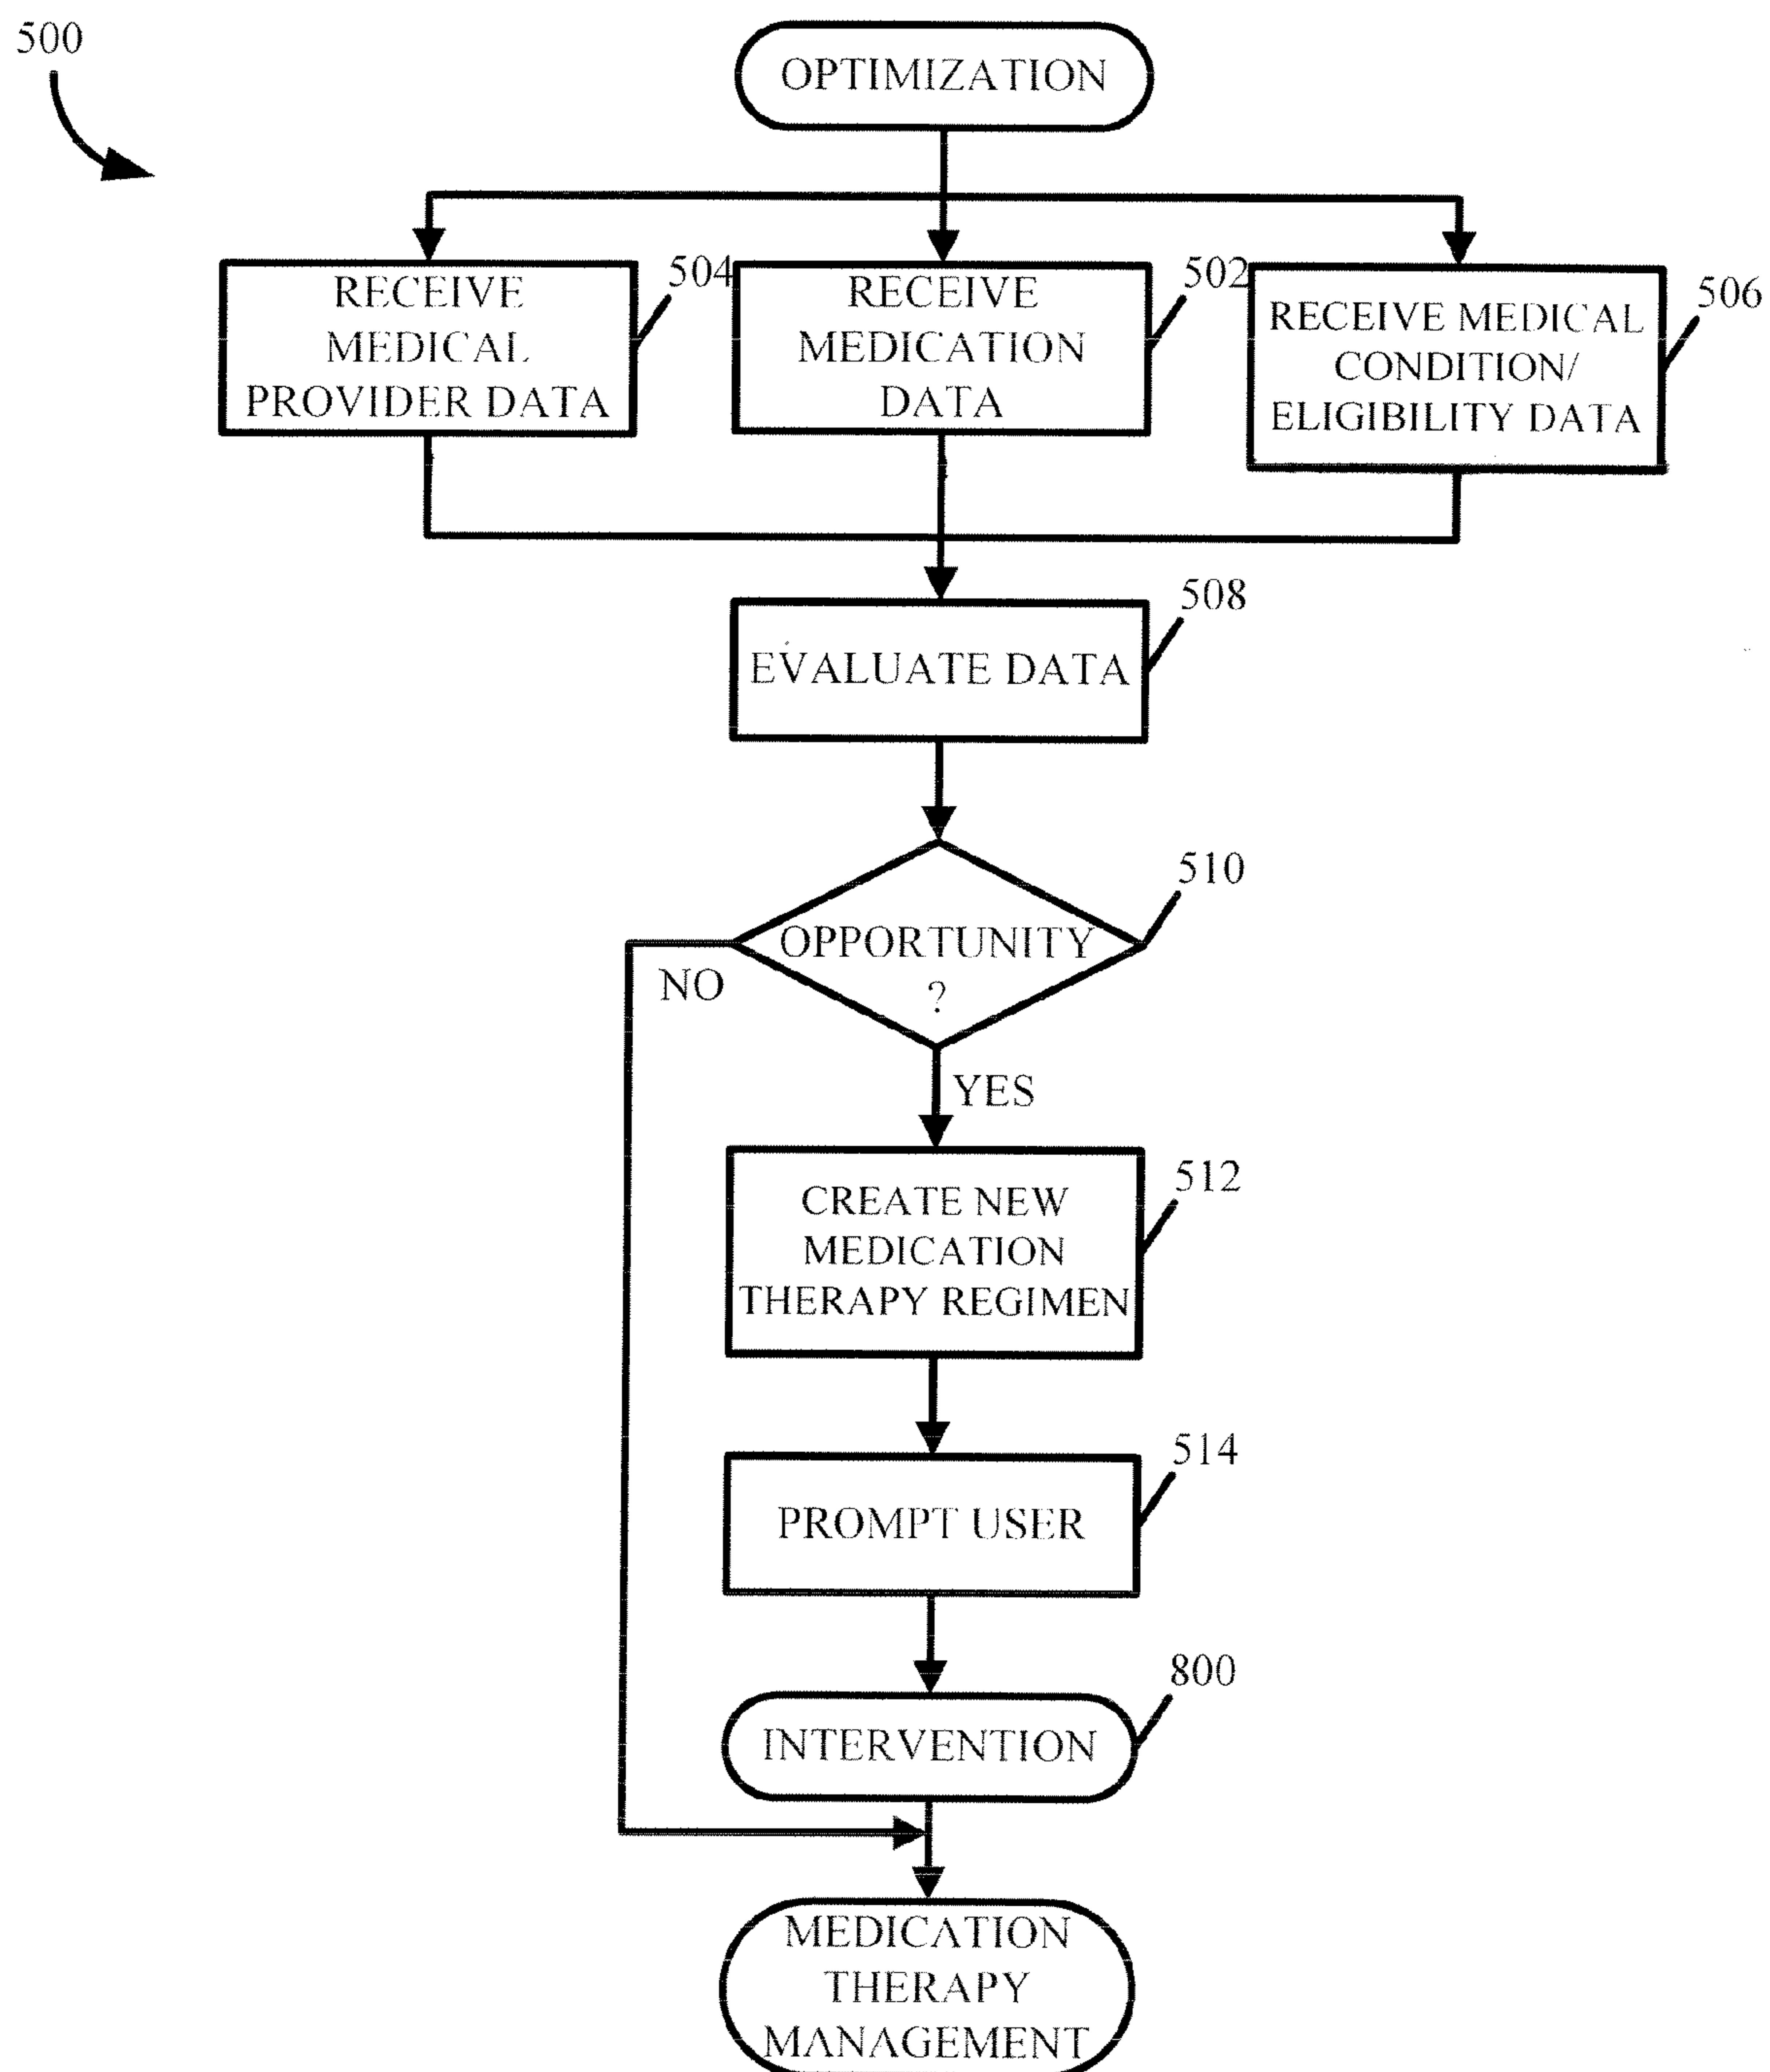 500
OPTIMIZATION
504
RECEIVE
MEDICAL
PROVIDER DATA
502
RECEIVE
MEDICATION
DATA
506
RECEIVE MEDICAL
CONDITION/
ELIGIBILITY DATA
508
EVALUATE DATA
510
OPPORTUNITY
?
NO
YES
512
CREATE NEW
MEDICATION
THERAPY REGIMEN
514
PROMPT USER
800
INTERVENTION
MEDICATION
THERAPY
MANAGEMENT